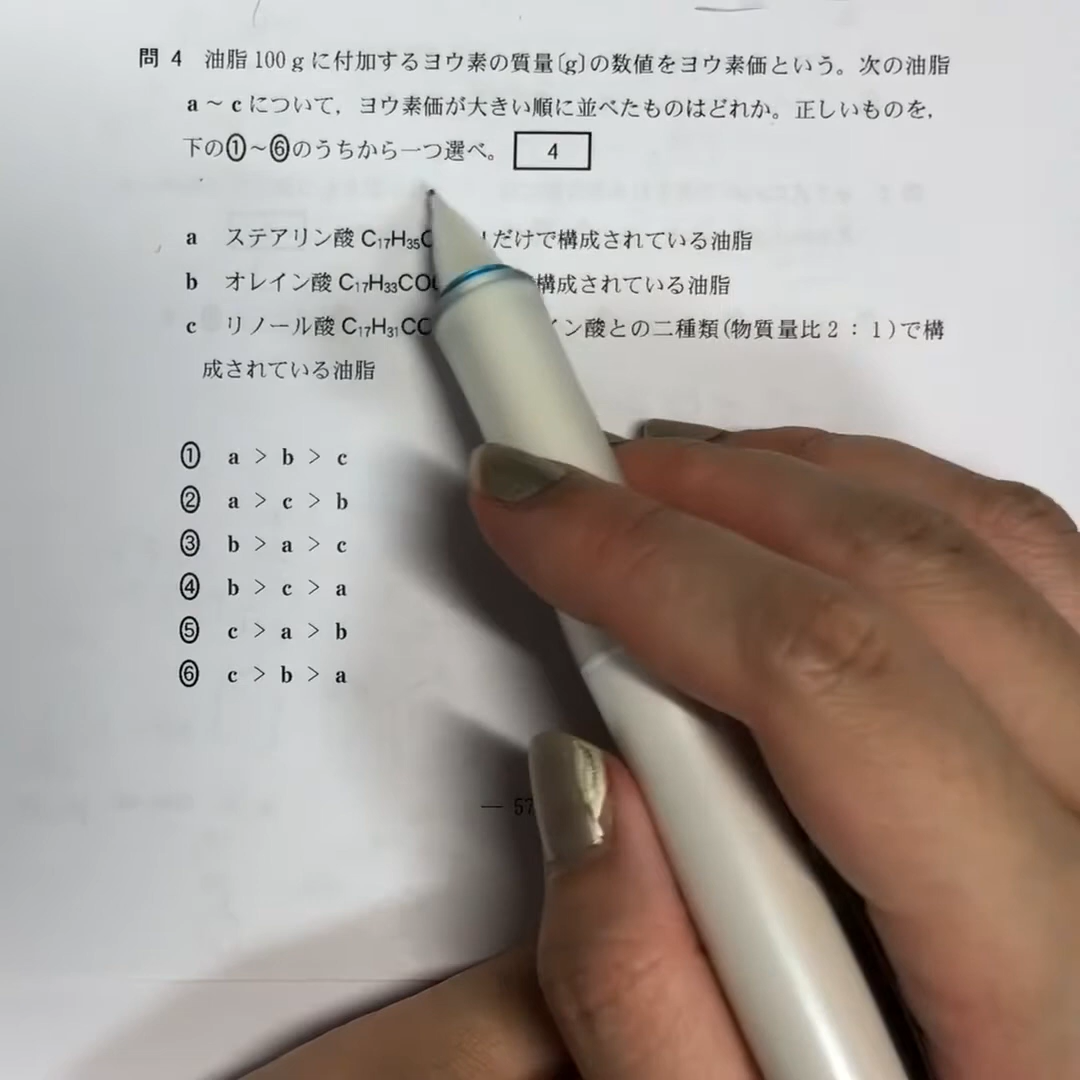 問 4 油脂 100 g に付加するヨウ素の質量〔g〕の数値をヨウ素価という。次の油脂
a ~ c について，ヨウ素価が大きい順に並べたものはどれか。正しいものを，
下の①~⑥のうちから一つ選べ。 4
a ステアリン酸 C₁₇H₃₅ だけで構成されている油脂
b オレイン酸 C₁₇H₃₃CO 構成されている油脂
c リノール酸 C₁₇H₃₁C イン酸との二種類(物質量比 2 : 1)で構
成されている油脂
① a > b > c
② a > c > b
③ b > a > c
④ b > c > a
⑤ c > a > b
⑥ c > b > a
— 57